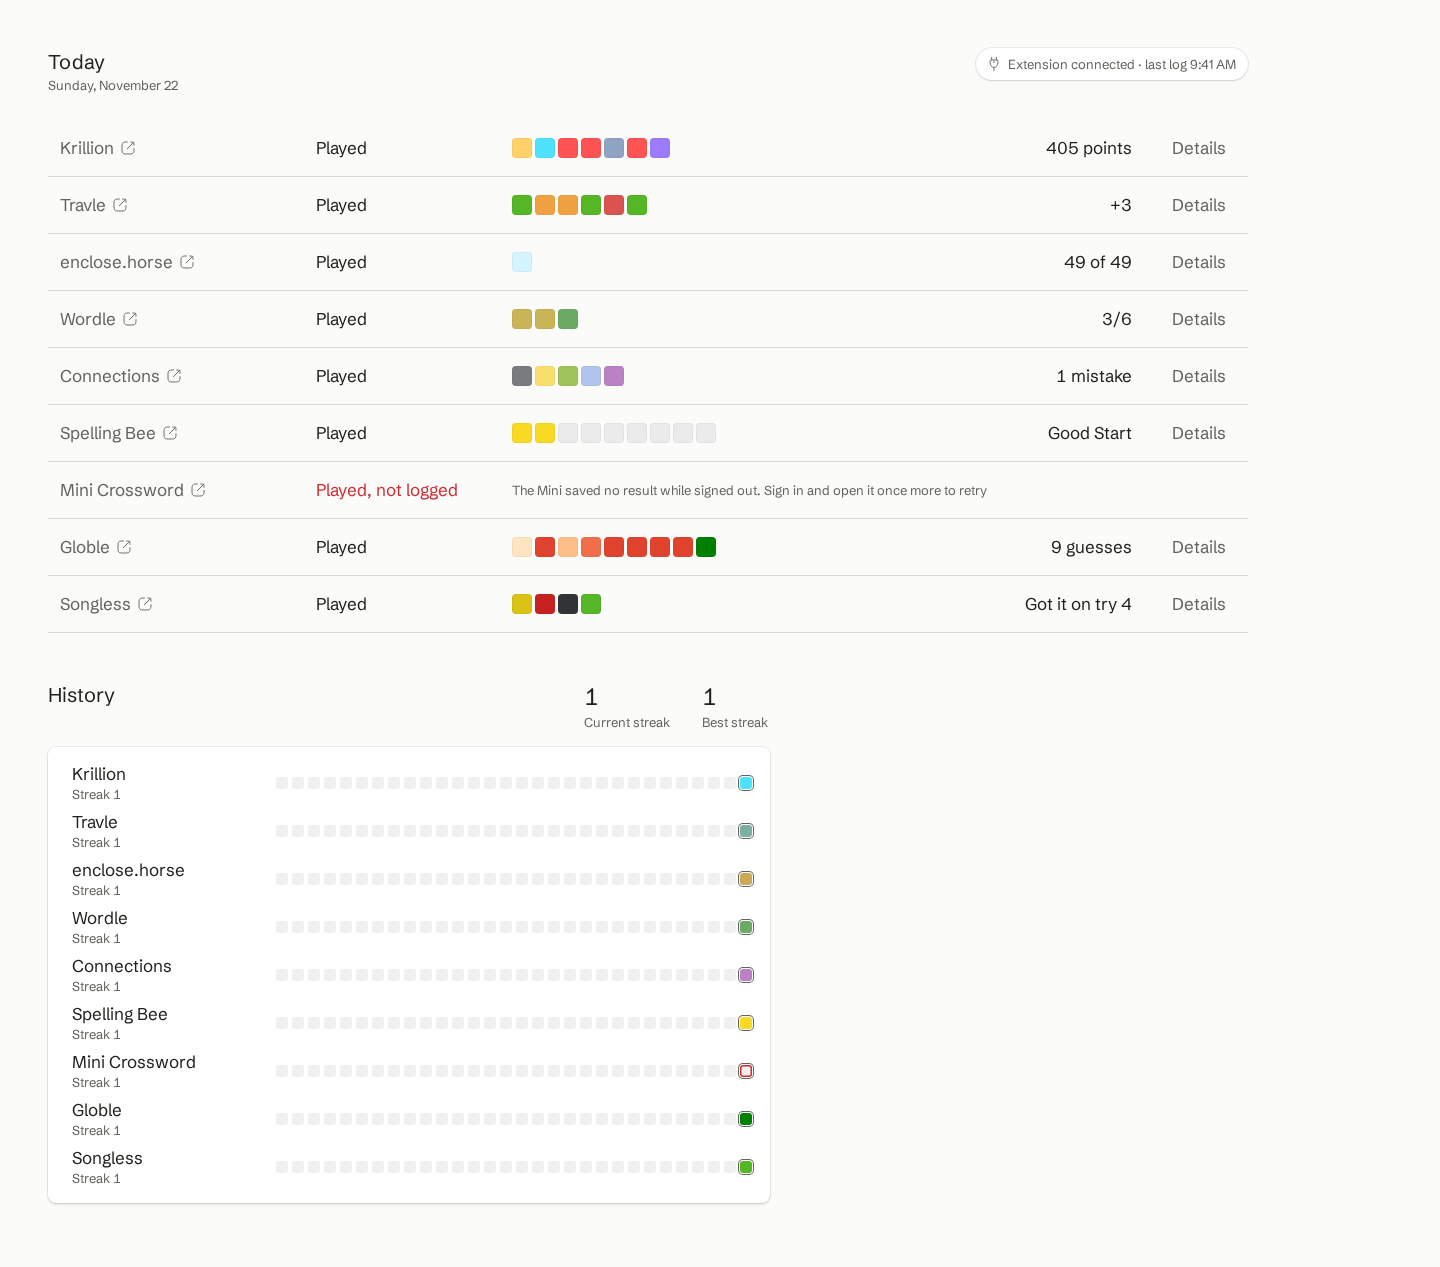 Today
Sunday, November 22
Extension connected · last log 9:41 AM
Krillion Played 405 points Details
Travle Played +3 Details
enclose.horse Played 49 of 49 Details
Wordle Played 3/6 Details
Connections Played 1 mistake Details
Spelling Bee Played Good Start Details
Mini Crossword Played, not logged The Mini saved no result while signed out. Sign in and open it once more to retry
Globle Played 9 guesses Details
Songless Played Got it on try 4 Details
History
1 1
Current streak Best streak
Krillion
Streak 1
Travle
Streak 1
enclose.horse
Streak 1
Wordle
Streak 1
Connections
Streak 1
Spelling Bee
Streak 1
Mini Crossword
Streak 1
Globle
Streak 1
Songless
Streak 1